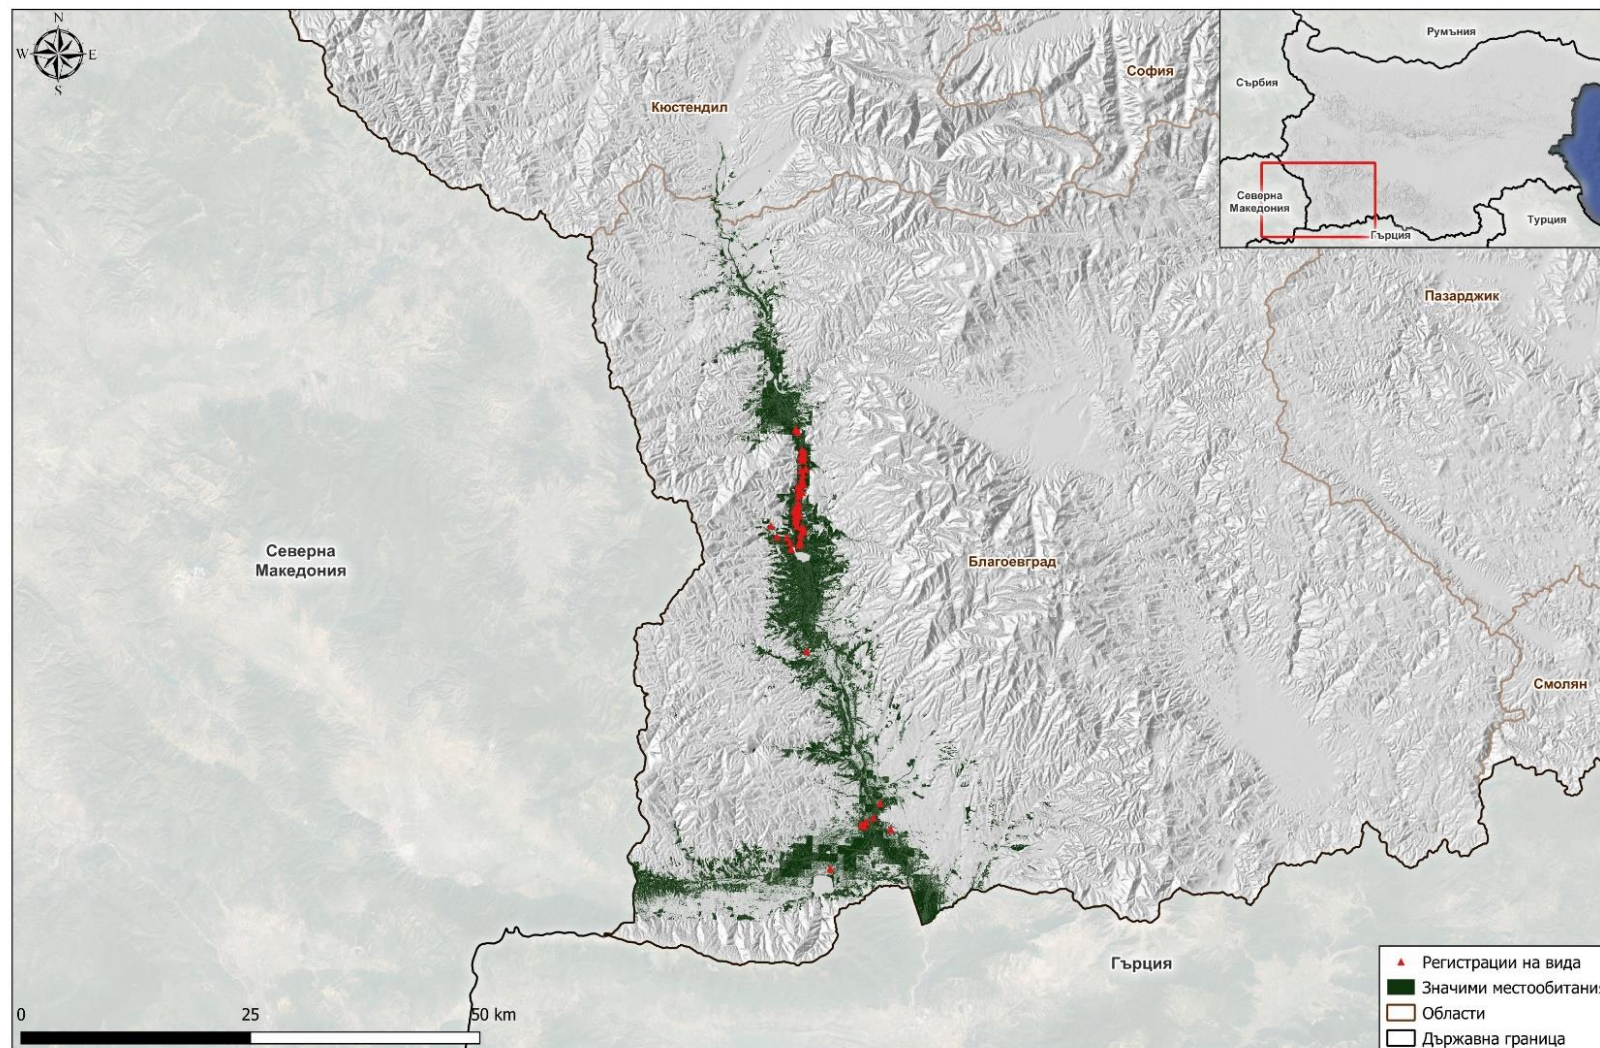 N
W
E
S
София
Кюстендил
Румъния
Сърбия
Северна
Македония
Турция
Гърция
Пазарджик
Северна
Македония
Благоевград
Смолян
Гърция
0
25
50 km
Регистрации на вида
Значими местообитания
Области
Държавна граница